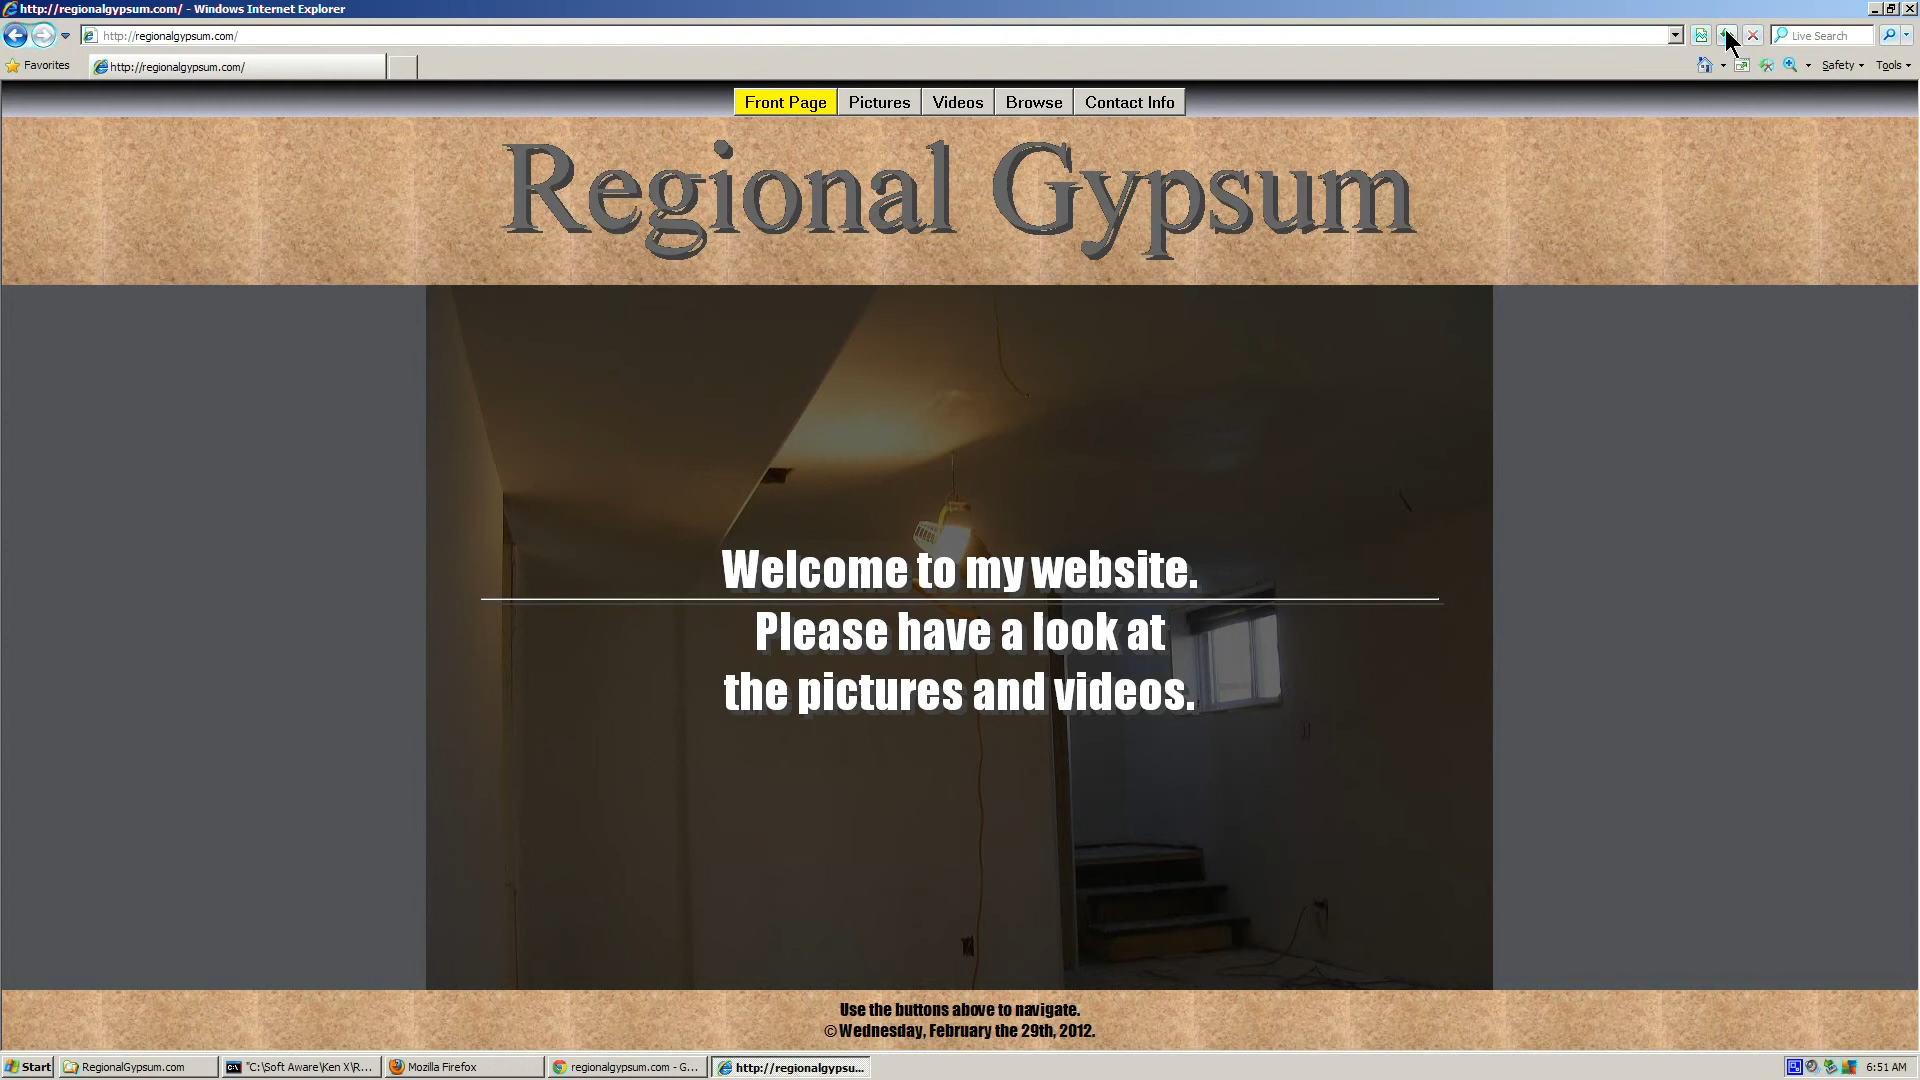 http://regionalgypsum.com/ - Windows Internet Explorer
http://regionalgypsum.com/
Live Search
Favorites
http://regionalgypsum.com/
Safety
Tools
Front Page
Pictures
Videos
Browse
Contact Info
Regional Gypsum
Welcome to my website.
Please have a look at
the pictures and videos.
Use the buttons above to navigate.
©Wednesday, February the 29th, 2012.
Start
RegionalGypsum.com
"C:\Soft Aware\Ken X\R...
Mozilla Firefox
regionalgypsum.com - G...
http://regionalgypsu...
6:51 AM